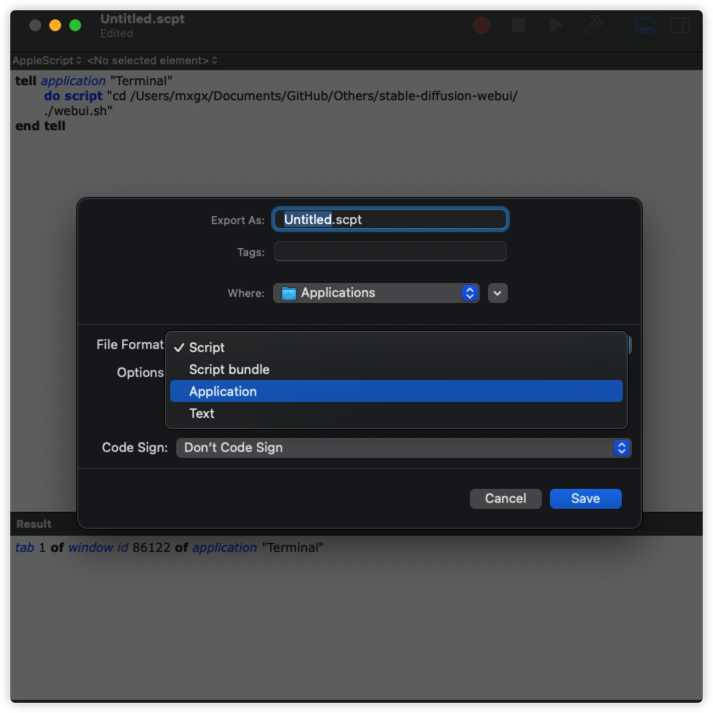 Untitled.scpt
Edited
AppleScript <No selected element>
tell application "Terminal"
do script "cd /Users/mxgx/Documents/GitHub/Others/stable-diffusion-webui/
./webui.sh"
end tell
Export As: Untitled.scpt
Tags:
Where: Applications
File Format
✓ Script
Options
Script bundle
Application
Text
Code Sign: Don't Code Sign
Cancel Save
Result
tab 1 of window id 86122 of application "Terminal"